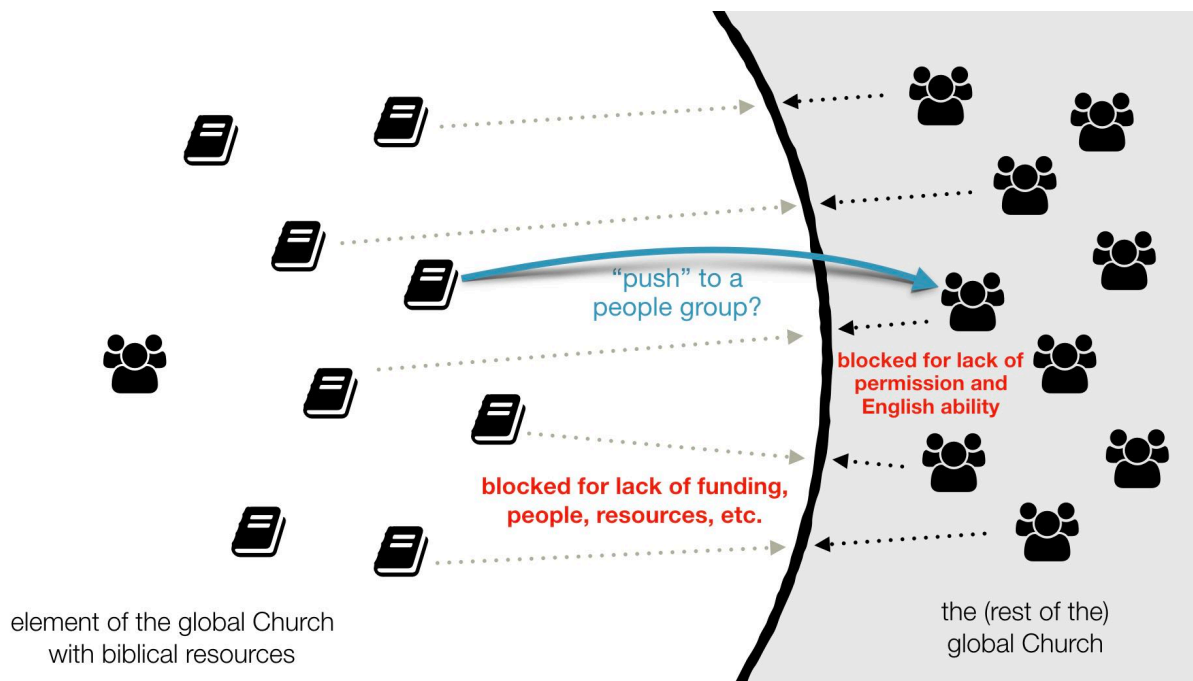 “push” to a
people group?
blocked for lack of
permission and
English ability
blocked for lack of funding,
people, resources, etc.
element of the global Church
with biblical resources
the (rest of the)
global Church